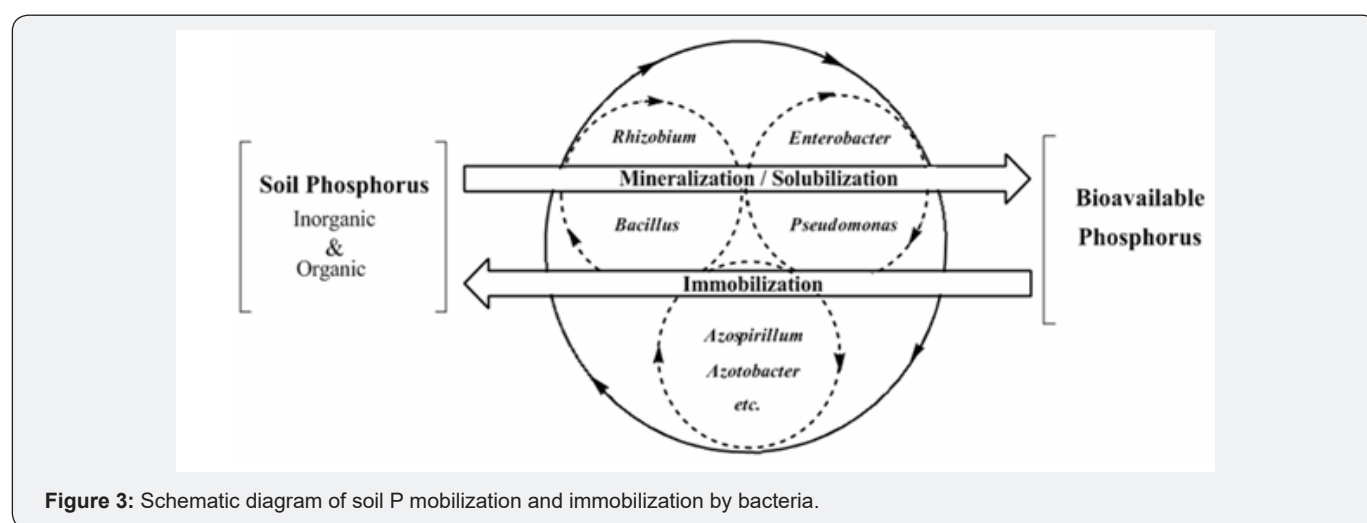 Soil Phosphorus
Inorganic
&
Organic
Rhizobium
Enterobacter
Mineralization / Solubilization
Bacillus
Pseudomonas
Immobilization
Azospirillum
Azotobacter
etc.
Bioavailable
Phosphorus
Figure 3: Schematic diagram of soil P mobilization and immobilization by bacteria.